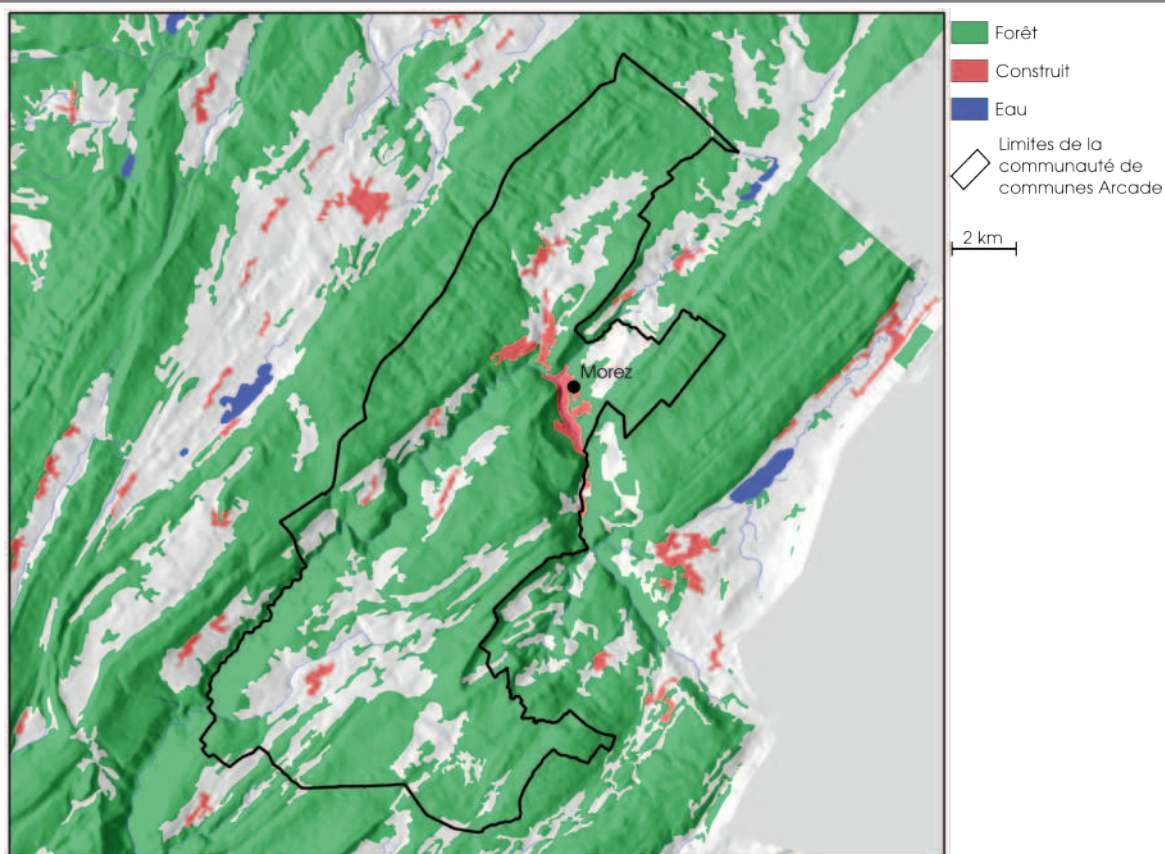 Forêt
Construit
Eau
Limites de la
communauté de
communes Arcade
2 km
Morez